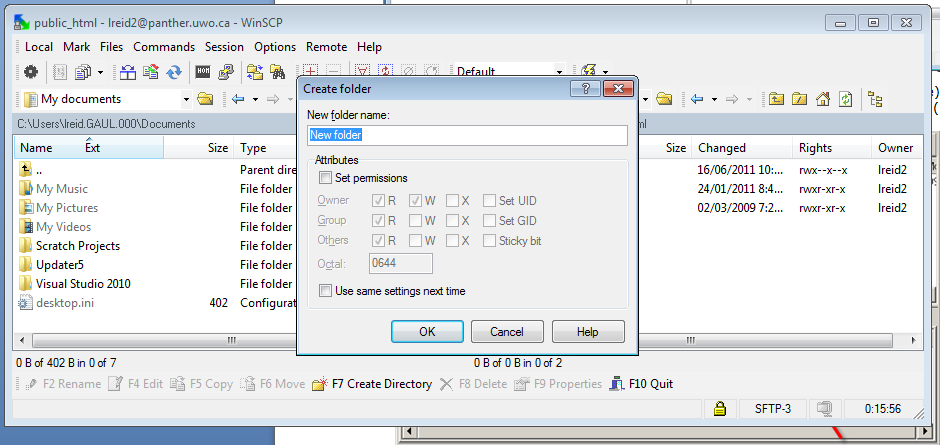 public_html - lreid2@panther.uwo.ca - WinSCP
Local Mark Files Commands Session Options Remote Help
Default
My documents
C:\Users\lreid.GAUL.000\Documents
Name Ext Size Type
.. Parent dire
My Music File folder
My Pictures File folder
My Videos File folder
Scratch Projects File folder
Updater5 File folder
Visual Studio 2010 File folder
desktop.ini 402 Configurat
Create folder
New folder name:
New folder
Attributes
Set permissions
Owner R W X Set UID
Group R W X Set GID
Others R W X Sticky bit
Octal: 0644
Use same settings next time
OK Cancel Help
ml
Size Changed Rights Owner
16/06/2011 10:... rwx--x--x lreid2
24/01/2011 8:4... rwxr-xr-x lreid2
02/03/2009 7:2... rwxr-xr-x lreid2
0 B of 402 B in 0 of 7 0 B of 0 B in 0 of 2
F2 Rename F4 Edit F5 Copy F6 Move F7 Create Directory F8 Delete F9 Properties F10 Quit
SFTP-3 0:15:56